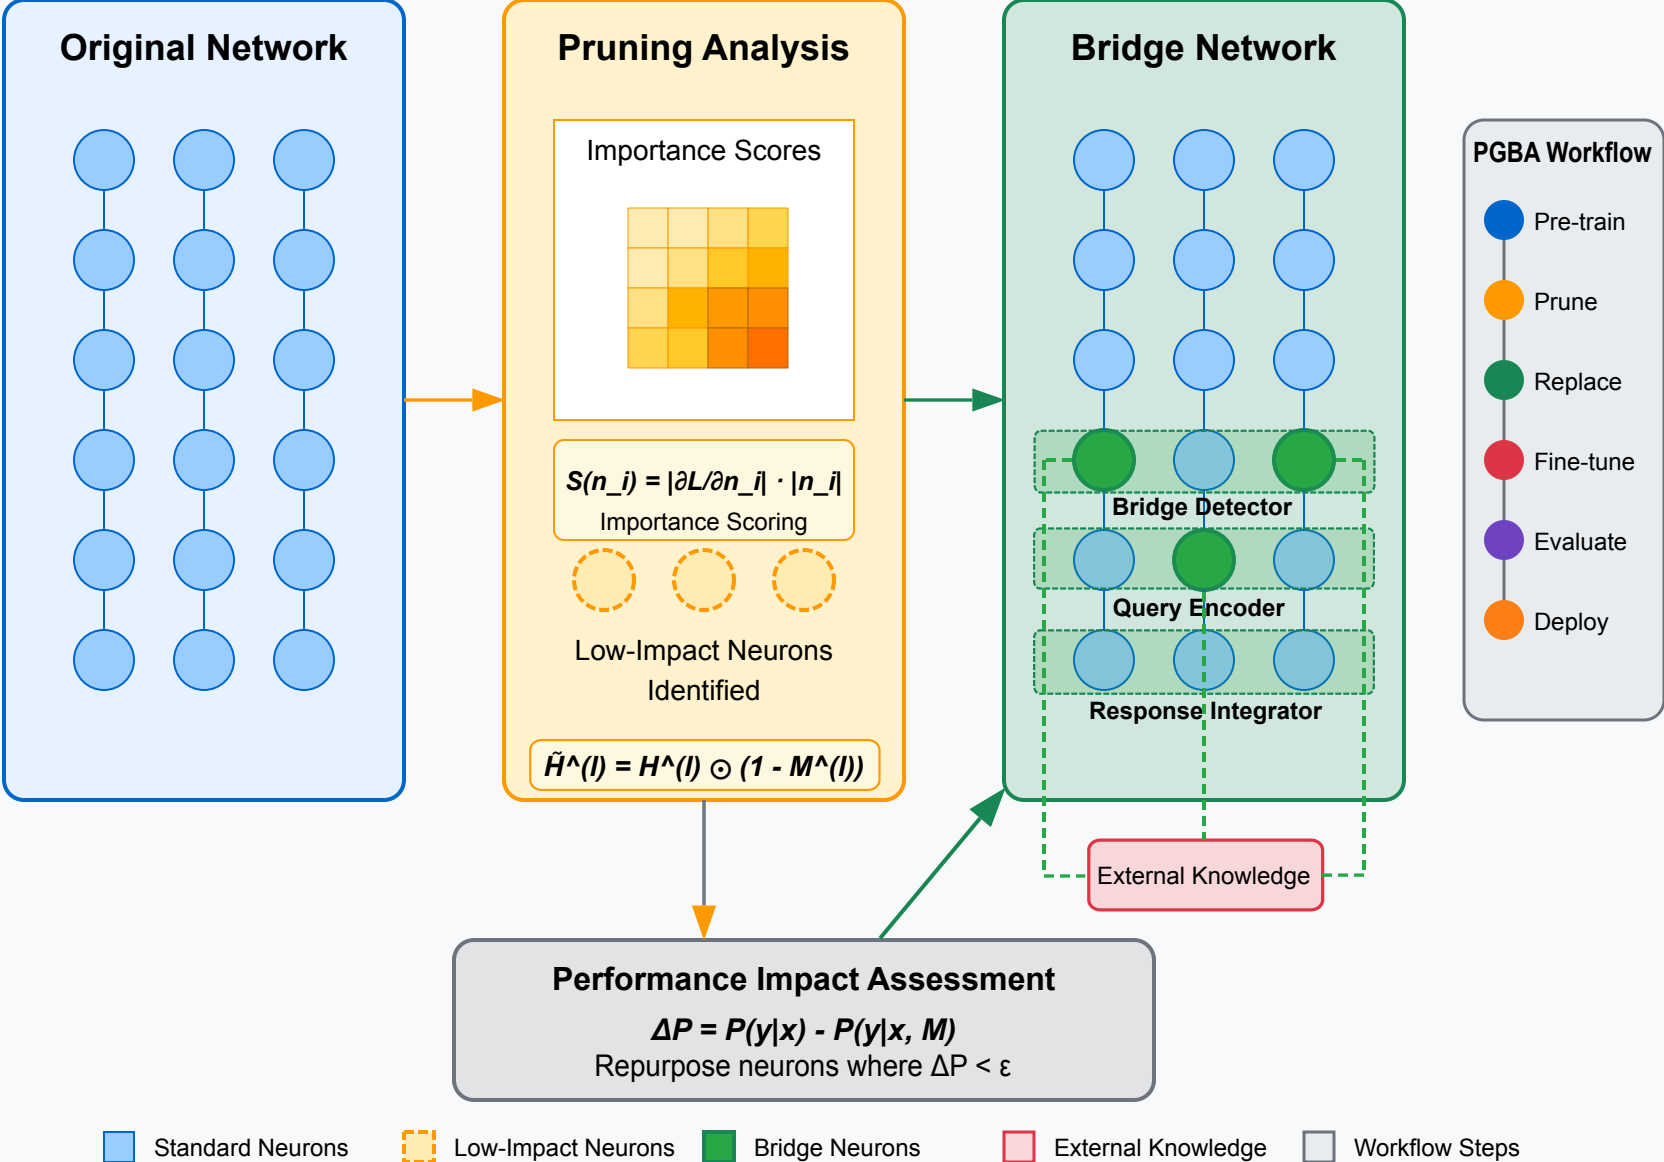 Original Network
Pruning Analysis
Importance Scores
S(n_i) = |∂L/∂n_i| · |n_i|
Importance Scoring
Low-Impact Neurons
Identified
H̃^(l) = H^(l) ⊙ (1 - M^(l))
Bridge Network
Bridge Detector
Query Encoder
Response Integrator
External Knowledge
PGBA Workflow
Pre-train
Prune
Replace
Fine-tune
Evaluate
Deploy
Performance Impact Assessment
ΔP = P(y|x) - P(y|x, M)
Repurpose neurons where ΔP < ε
Standard Neurons
Low-Impact Neurons
Bridge Neurons
External Knowledge
Workflow Steps